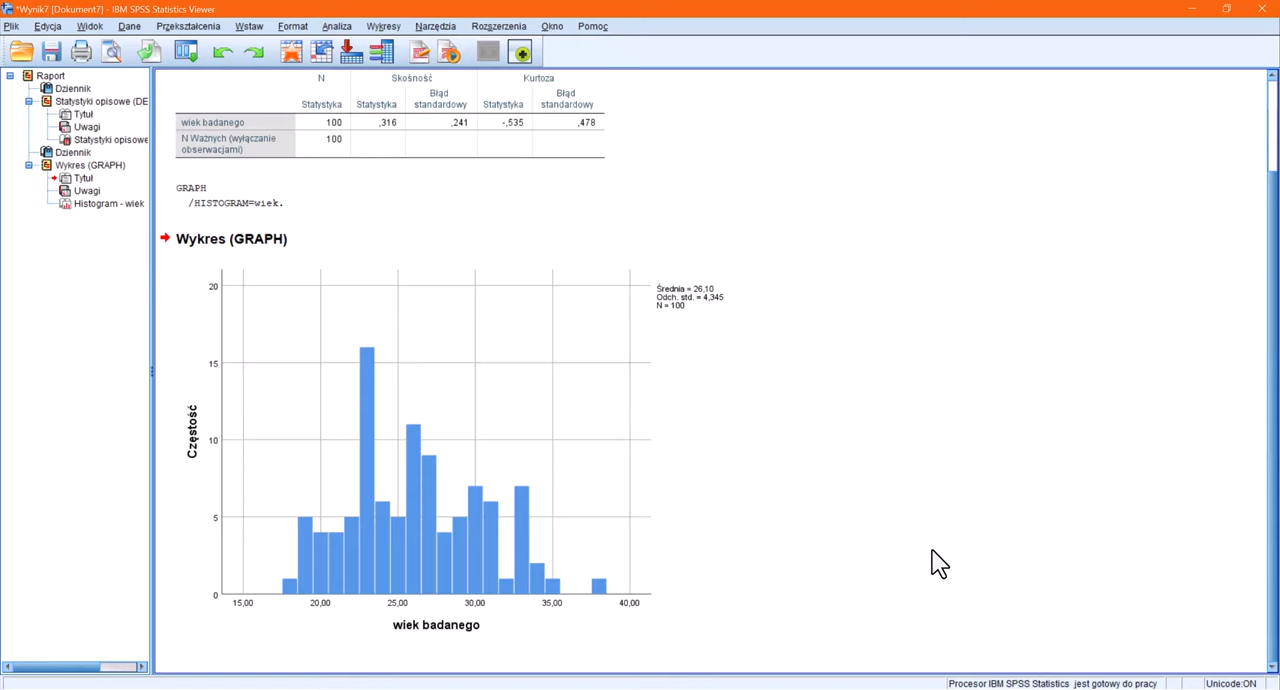 *Wynik7 [Dokument7] - IBM SPSS Statistics Viewer
Plik Edycja Widok Dane Przekształcenia Wstaw Format Analiza Wykresy Narzędzia Rozszerzenia Okno Pomoc
Raport
Dziennik
Statystyki opisowe (DE
Tytuł
Uwagi
Statystyki opisowe
Dziennik
Wykres (GRAPH)
Tytuł
Uwagi
Histogram - wiek
N Skośność Kurtoza
Statystyka Statystyka Błąd standardowy Statystyka Błąd standardowy
wiek badanego 100 ,316 ,241 -,535 ,478
N Ważnych (wyłączanie 100
obserwacjami)
GRAPH
/HISTOGRAM=wiek.
Wykres (GRAPH)
Średnia = 26,10
Odch. std. = 4,345
N = 100
20
15
10
5
0
Częstość
15,00 20,00 25,00 30,00 35,00 40,00
wiek badanego
Procesor IBM SPSS Statistics jest gotowy do pracy Unicode:ON